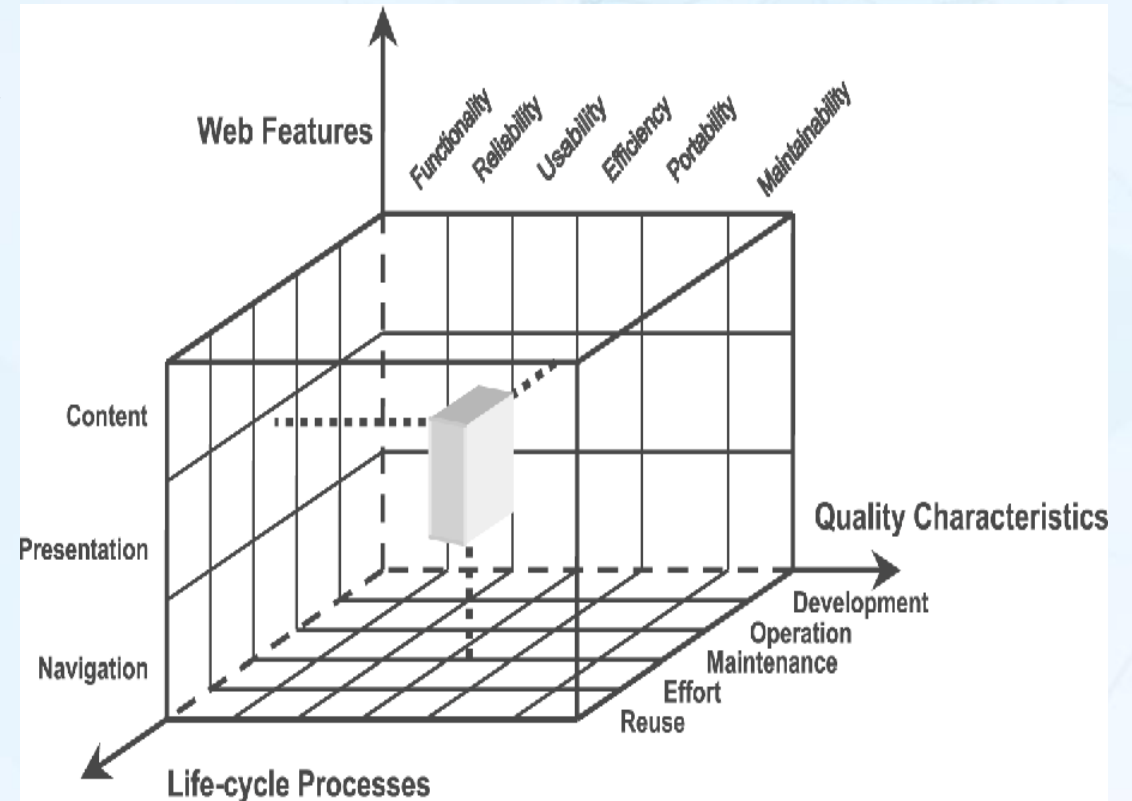 Web Features
Functionality
Reliability
Usability
Efficiency
Portability
Maintainability
Content
Presentation
Navigation
Quality Characteristics
Development
Operation
Maintenance
Effort
Reuse
Life-cycle Processes